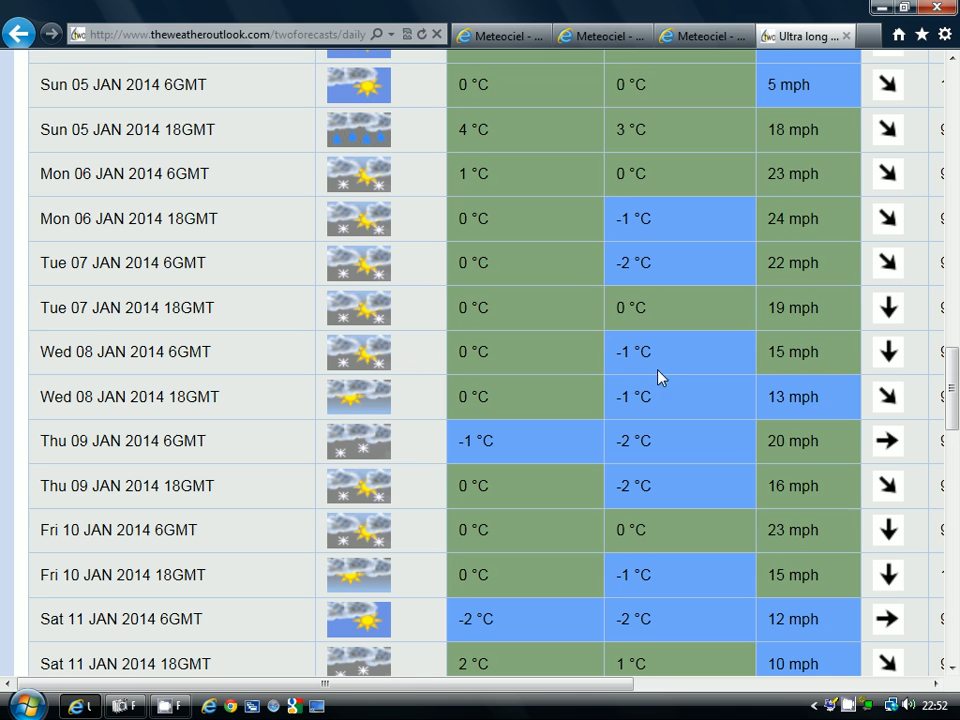 http://www.theweatheroutlook.com/twoforecasts/daily
Meteociel - ...
Meteociel - ...
Meteociel - ...
Ultra long ...
Sun 05 JAN 2014 6GMT 0 °C 0 °C 5 mph
Sun 05 JAN 2014 18GMT 4 °C 3 °C 18 mph
Mon 06 JAN 2014 6GMT 1 °C 0 °C 23 mph
Mon 06 JAN 2014 18GMT 0 °C -1 °C 24 mph
Tue 07 JAN 2014 6GMT 0 °C -2 °C 22 mph
Tue 07 JAN 2014 18GMT 0 °C 0 °C 19 mph
Wed 08 JAN 2014 6GMT 0 °C -1 °C 15 mph
Wed 08 JAN 2014 18GMT 0 °C -1 °C 13 mph
Thu 09 JAN 2014 6GMT -1 °C -2 °C 20 mph
Thu 09 JAN 2014 18GMT 0 °C -2 °C 16 mph
Fri 10 JAN 2014 6GMT 0 °C 0 °C 23 mph
Fri 10 JAN 2014 18GMT 0 °C -1 °C 15 mph
Sat 11 JAN 2014 6GMT -2 °C -2 °C 12 mph
Sat 11 JAN 2014 18GMT 2 °C 1 °C 10 mph
22:52